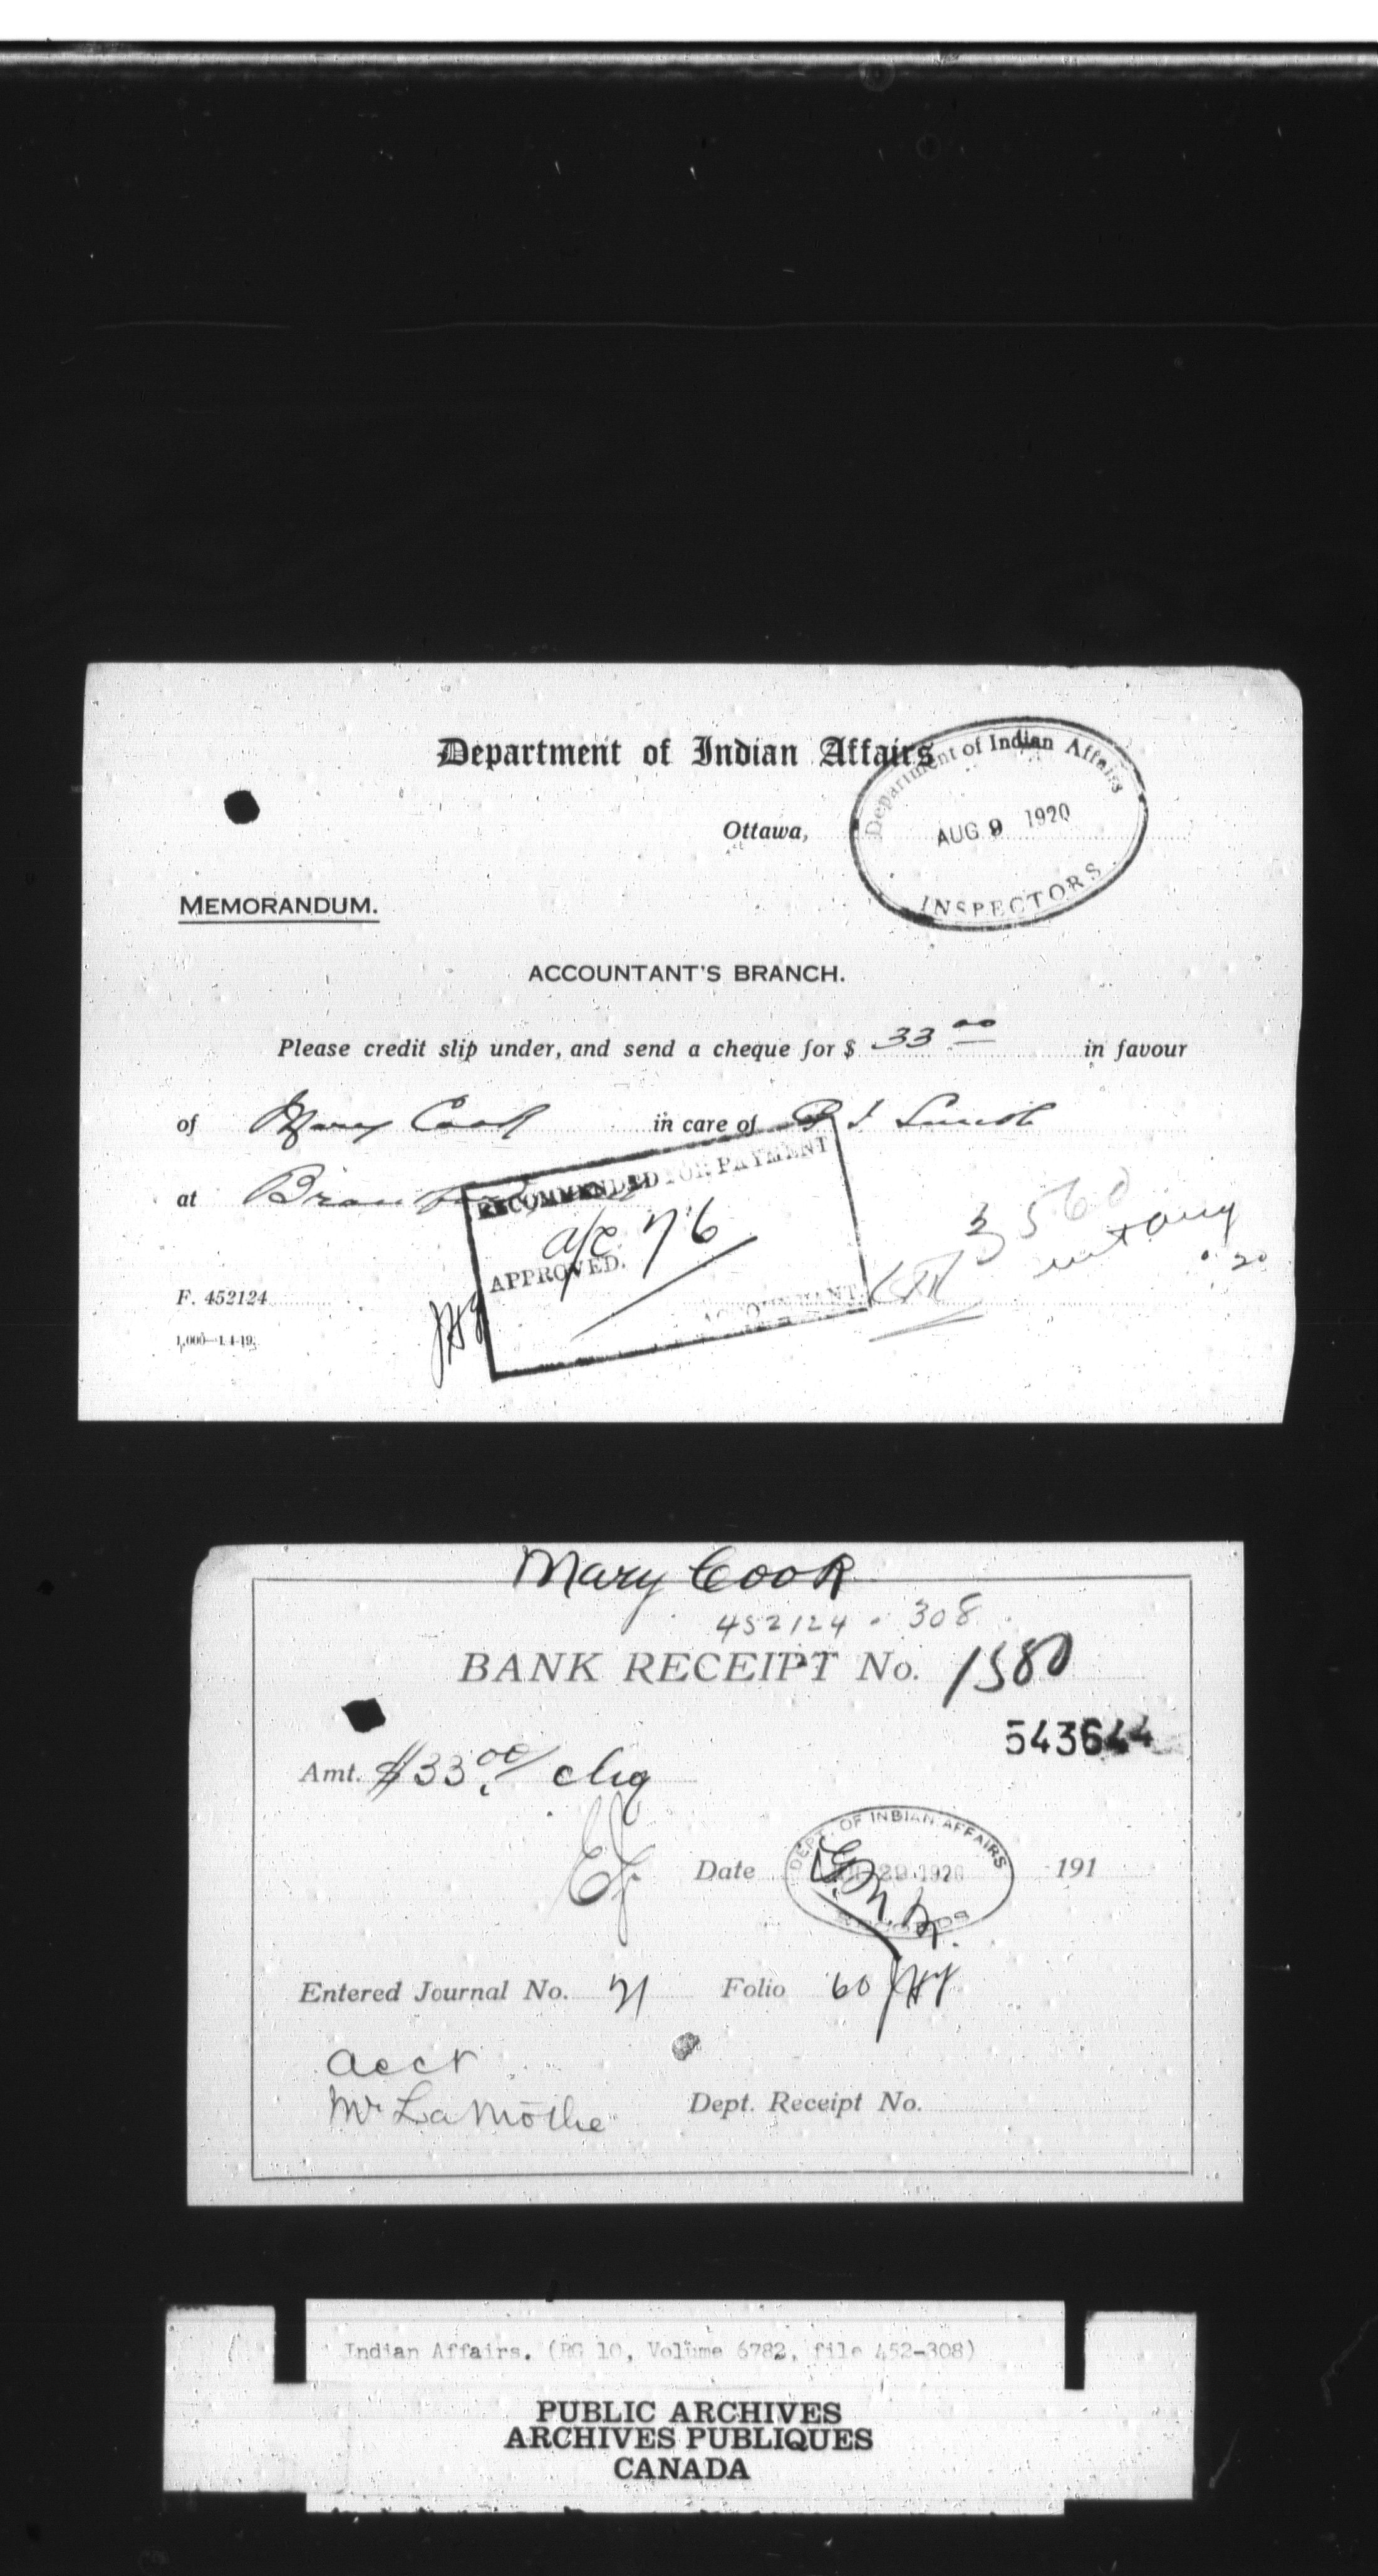 Department of Indian Affairs
Ottawa,
Department of Indian Affairs
AUG 9 1920
INSPECTORS
MEMORANDUM.
ACCOUNTANT'S BRANCH.
Please credit slip under, and send a cheque for $ 33 00 in favour
of Mary Cook in care of
at
RECOMMENDED FOR PAYMENT
a/c 76
APPROVED.
ACCOUNTANT.
F. 452124
1,000—1-4-19.
Mary Cook
452124 - 308
BANK RECEIPT No. 1580
543644
Amt. $33.00/ chq
DEPT. OF INDIAN AFFAIRS
Date 29 1920 191
RECORDS
Entered Journal No. 71 Folio 60
Acct
Mr LaMothe
Dept. Receipt No.
Indian Affairs. (RG 10, Volume 6782, file 452-308)
PUBLIC ARCHIVES
ARCHIVES PUBLIQUES
CANADA